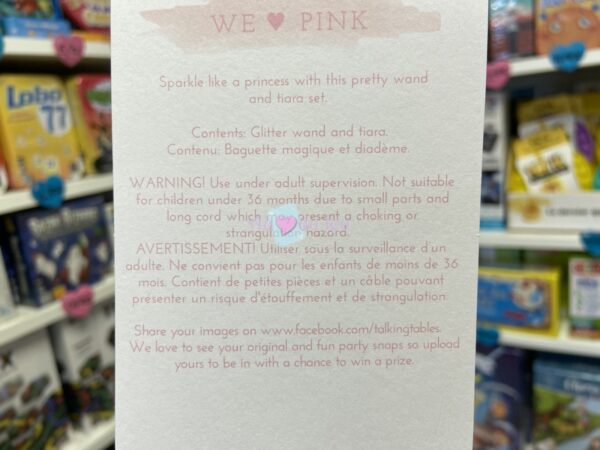 WE ♥ PINK
Sparkle like a princess with this pretty wand
and tiara set.
Contents: Glitter wand and tiara.
Contenu: Baguette magique et diadème.
WARNING! Use under adult supervision. Not suitable
for children under 36 months due to small parts and
long cord which present a choking or
hazard.
AVERTISSEMENT! Utiliser sous la surveillance d'un
adulte. Ne convient pas pour les enfants de moins de 36
mois. Contient de petites pièces et un câble pouvant
présenter un risque d'étouffement et de strangulation.
Share your images on www.facebook.com/talkingtables.
We love to see your original and fun party snaps so upload
yours to be in with a chance to win a prize.
Lobo
77